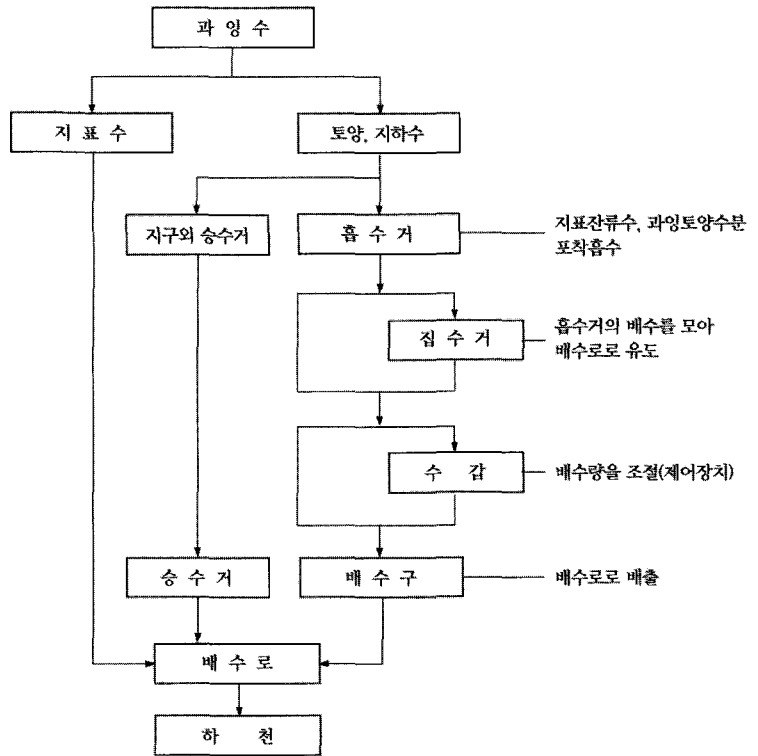 과 잉 수
지 표 수
토양, 지하수
지구외 승수거
흡 수 거
지표잔류수, 과잉토양수분
포착흡수
집 수 거
흡수거의 배수를 모아
배수로로 유도
수 갑
배수량을 조절(제어장치)
승 수 거
배 수 구
배수로로 배출
배 수 로
하 천